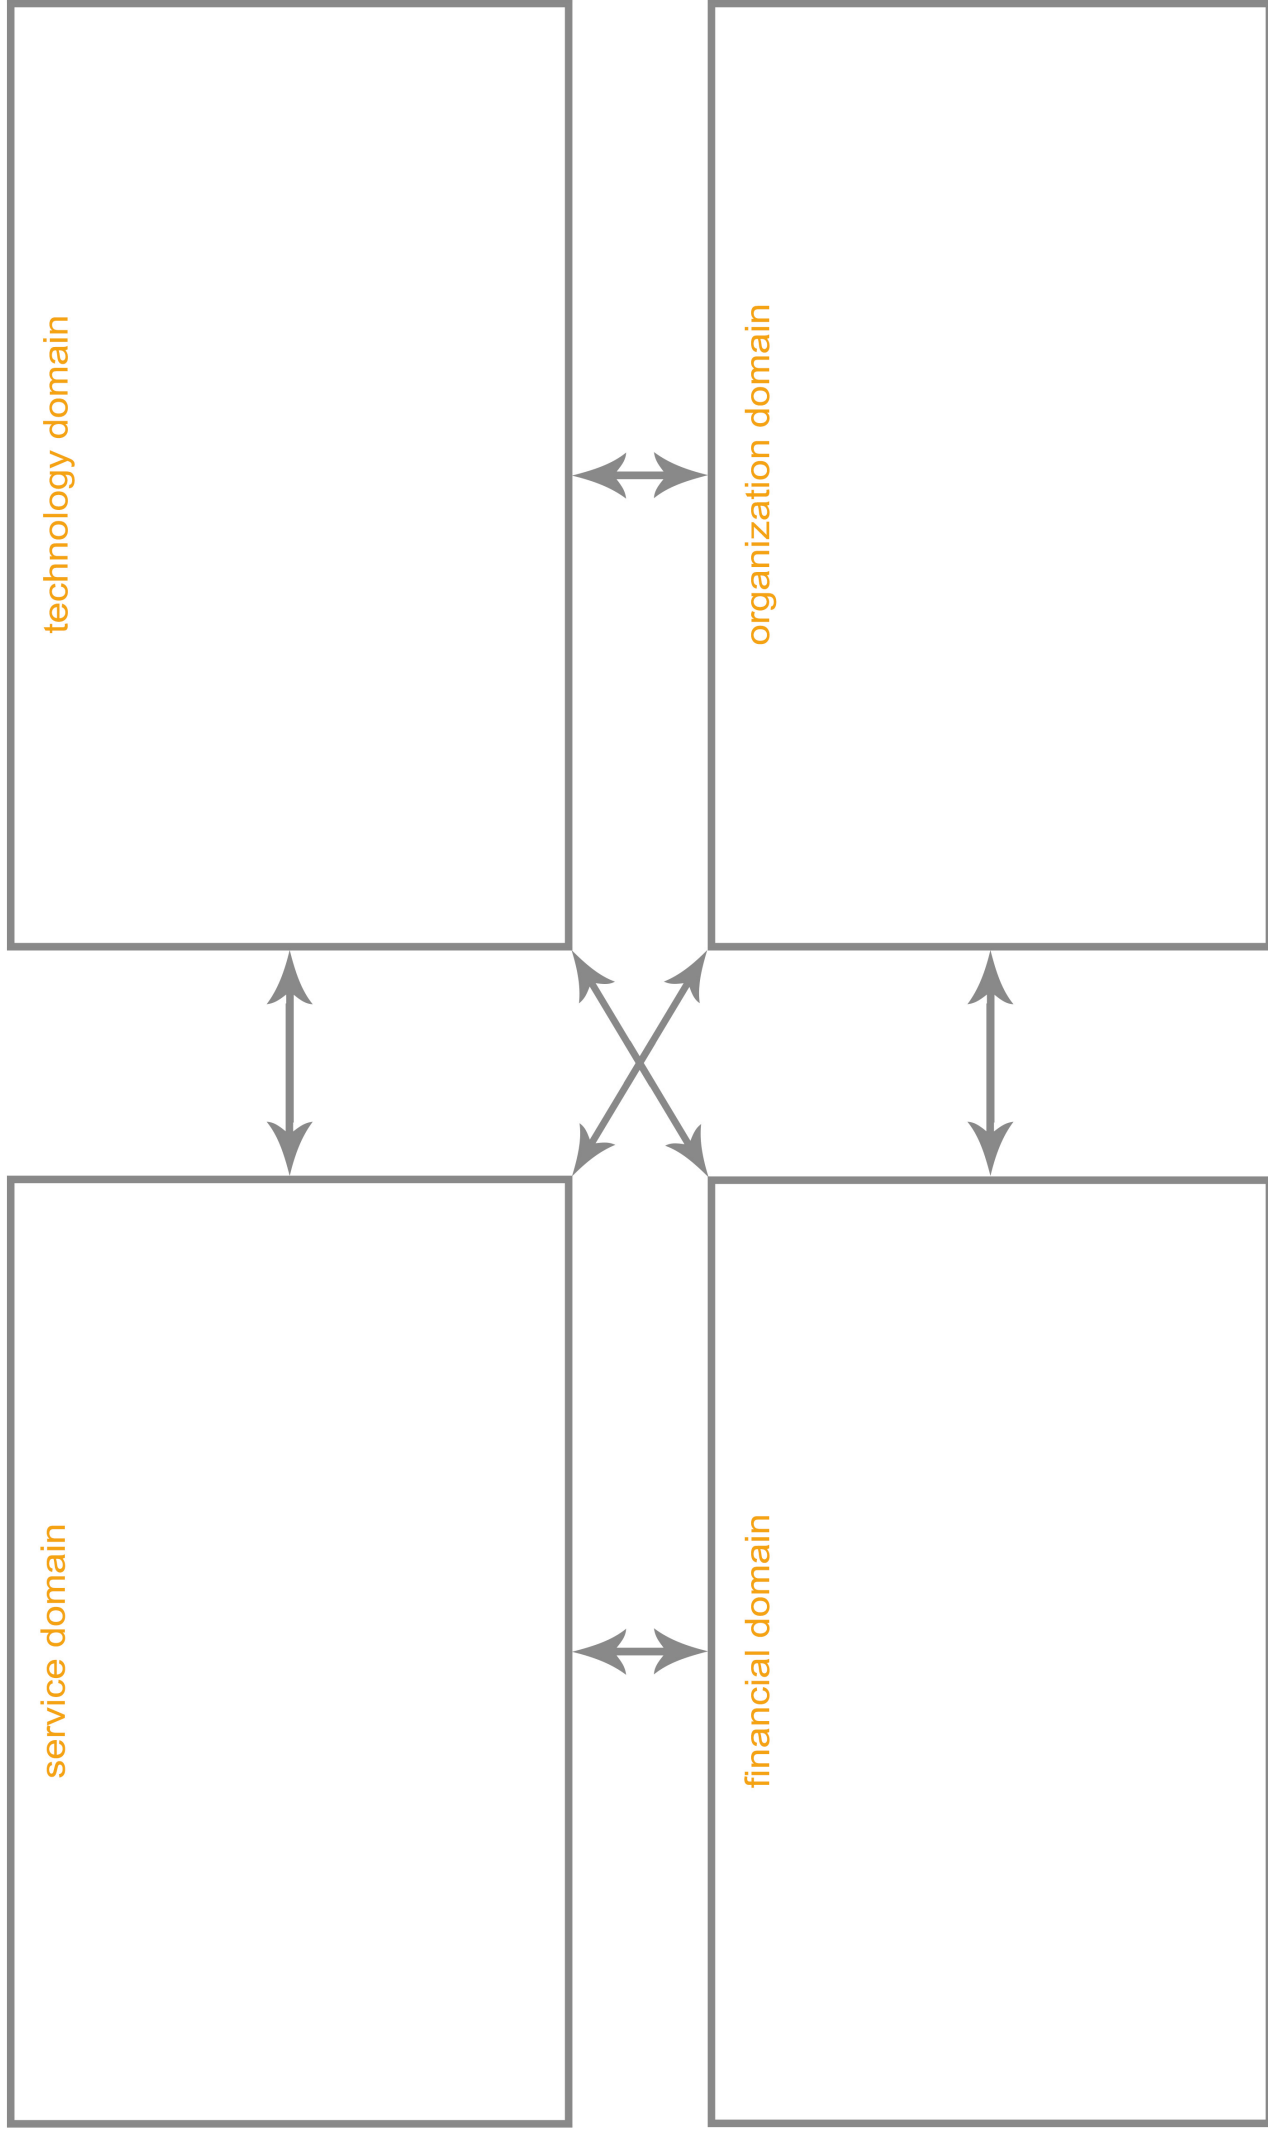 service domain
technology domain
financial domain
organization domain